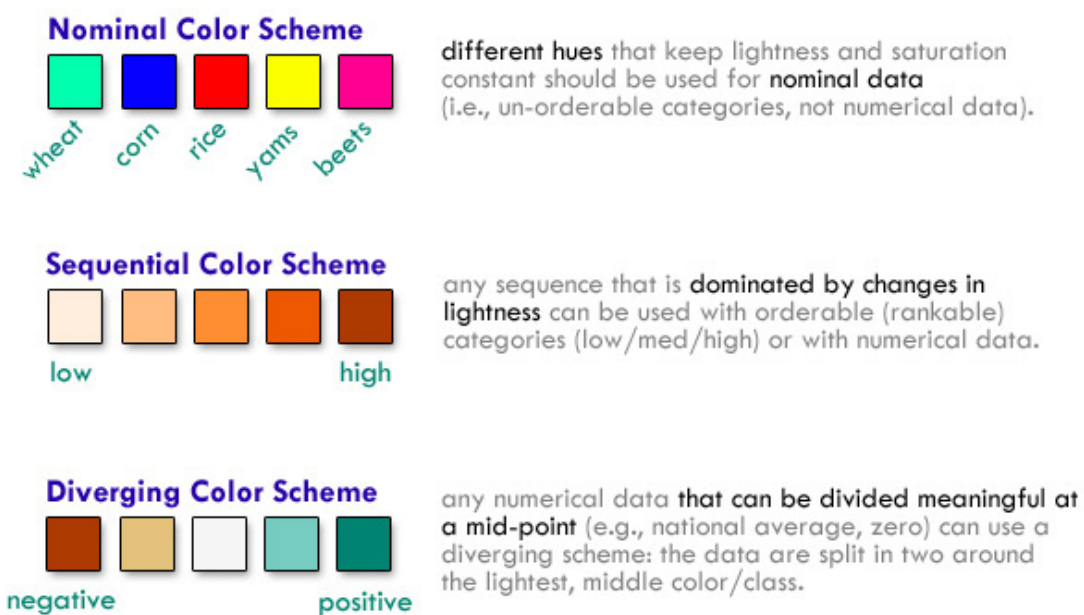 Nominal Color Scheme
wheat
corn
rice
yams
beets
different hues that keep lightness and saturation
constant should be used for nominal data
(i.e., un-orderable categories, not numerical data).
Sequential Color Scheme
low
high
any sequence that is dominated by changes in
lightness can be used with orderable (rankable)
categories (low/med/high) or with numerical data.
Diverging Color Scheme
negative
positive
any numerical data that can be divided meaningful at
a mid-point (e.g., national average, zero) can use a
diverging scheme: the data are split in two around
the lightest, middle color/class.